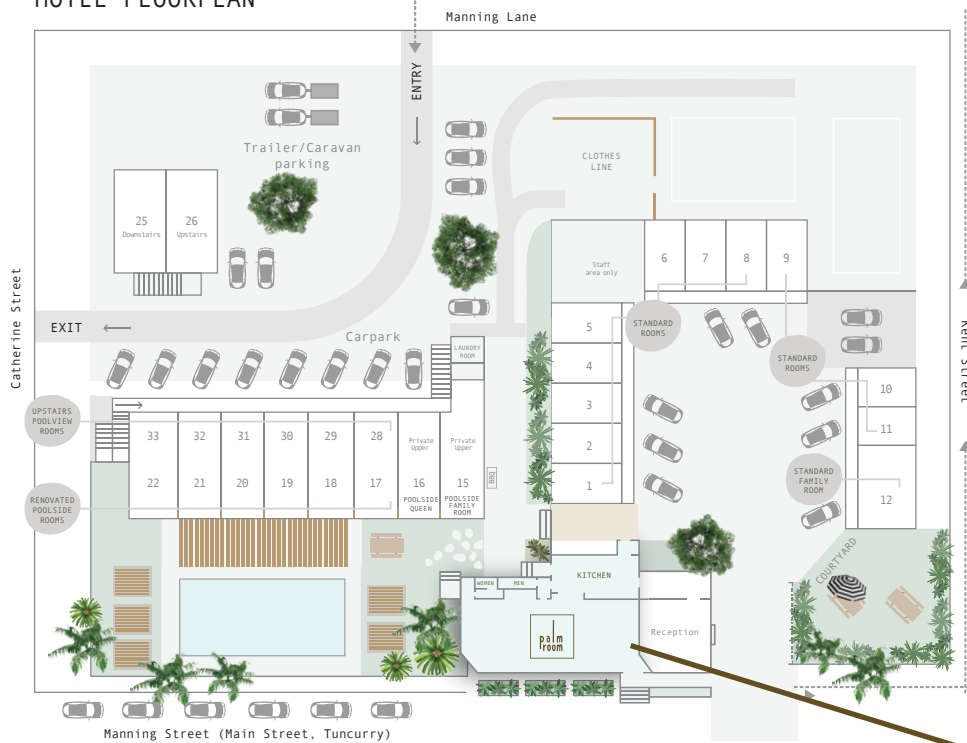 HOTEL FLOORPLAN
Manning Lane
ENTRY
Trailer/Caravan
parking
CLOTHES
LINE
25
Downstairs
26
Upstairs
Staff
area only
6
7
8
9
Catherine Street
EXIT
Carpark
STANDARD
ROOMS
STANDARD
ROOMS
Kent Street
LAUNDRY
ROOM
5
4
3
2
1
10
11
12
STANDARD
FAMILY
ROOM
UPSTAIRS
POOLVIEW
ROOMS
33
32
31
30
29
28
Private
Upper
Private
Upper
22
21
20
19
18
17
16
POOLSIDE
QUEEN
15
POOLSIDE
FAMILY
ROOM
RENOVATED
POOLSIDE
ROOMS
COURTYARD
KITCHEN
WOMEN
MEN
palm
room
Reception
Manning Street (Main Street, Tuncurry)